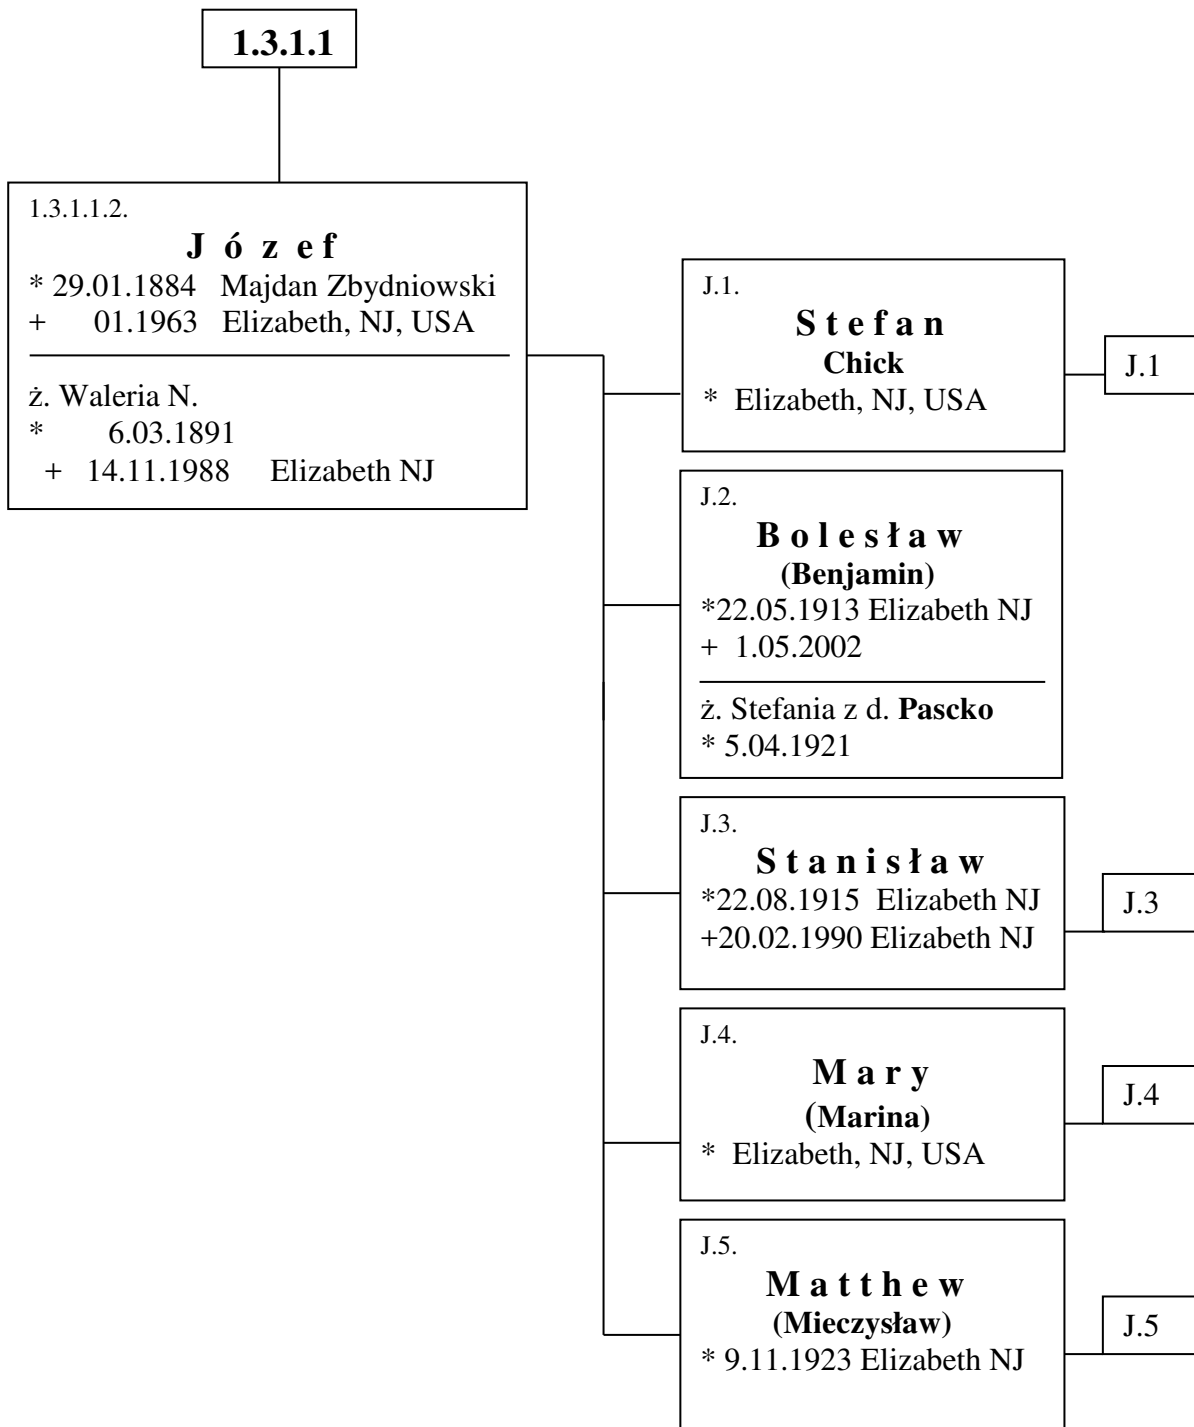 1.3.1.1
1.3.1.1.2.
J ó z e f
* 29.01.1884 Majdan Zbydniowski
+ 01.1963 Elizabeth, NJ, USA
ż. Waleria N.
* 6.03.1891
+ 14.11.1988 Elizabeth NJ
J.1.
S t e f a n
Chick
* Elizabeth, NJ, USA
J.1
J.2.
B o l e s ł a w
(Benjamin)
*22.05.1913 Elizabeth NJ
+ 1.05.2002
ż. Stefania z d. Pascko
* 5.04.1921
J.3.
S t a n i s ł a w
*22.08.1915 Elizabeth NJ
+20.02.1990 Elizabeth NJ
J.3
J.4.
M a r y
(Marina)
* Elizabeth, NJ, USA
J.4
J.5.
M a t t h e w
(Mieczysław)
* 9.11.1923 Elizabeth NJ
J.5